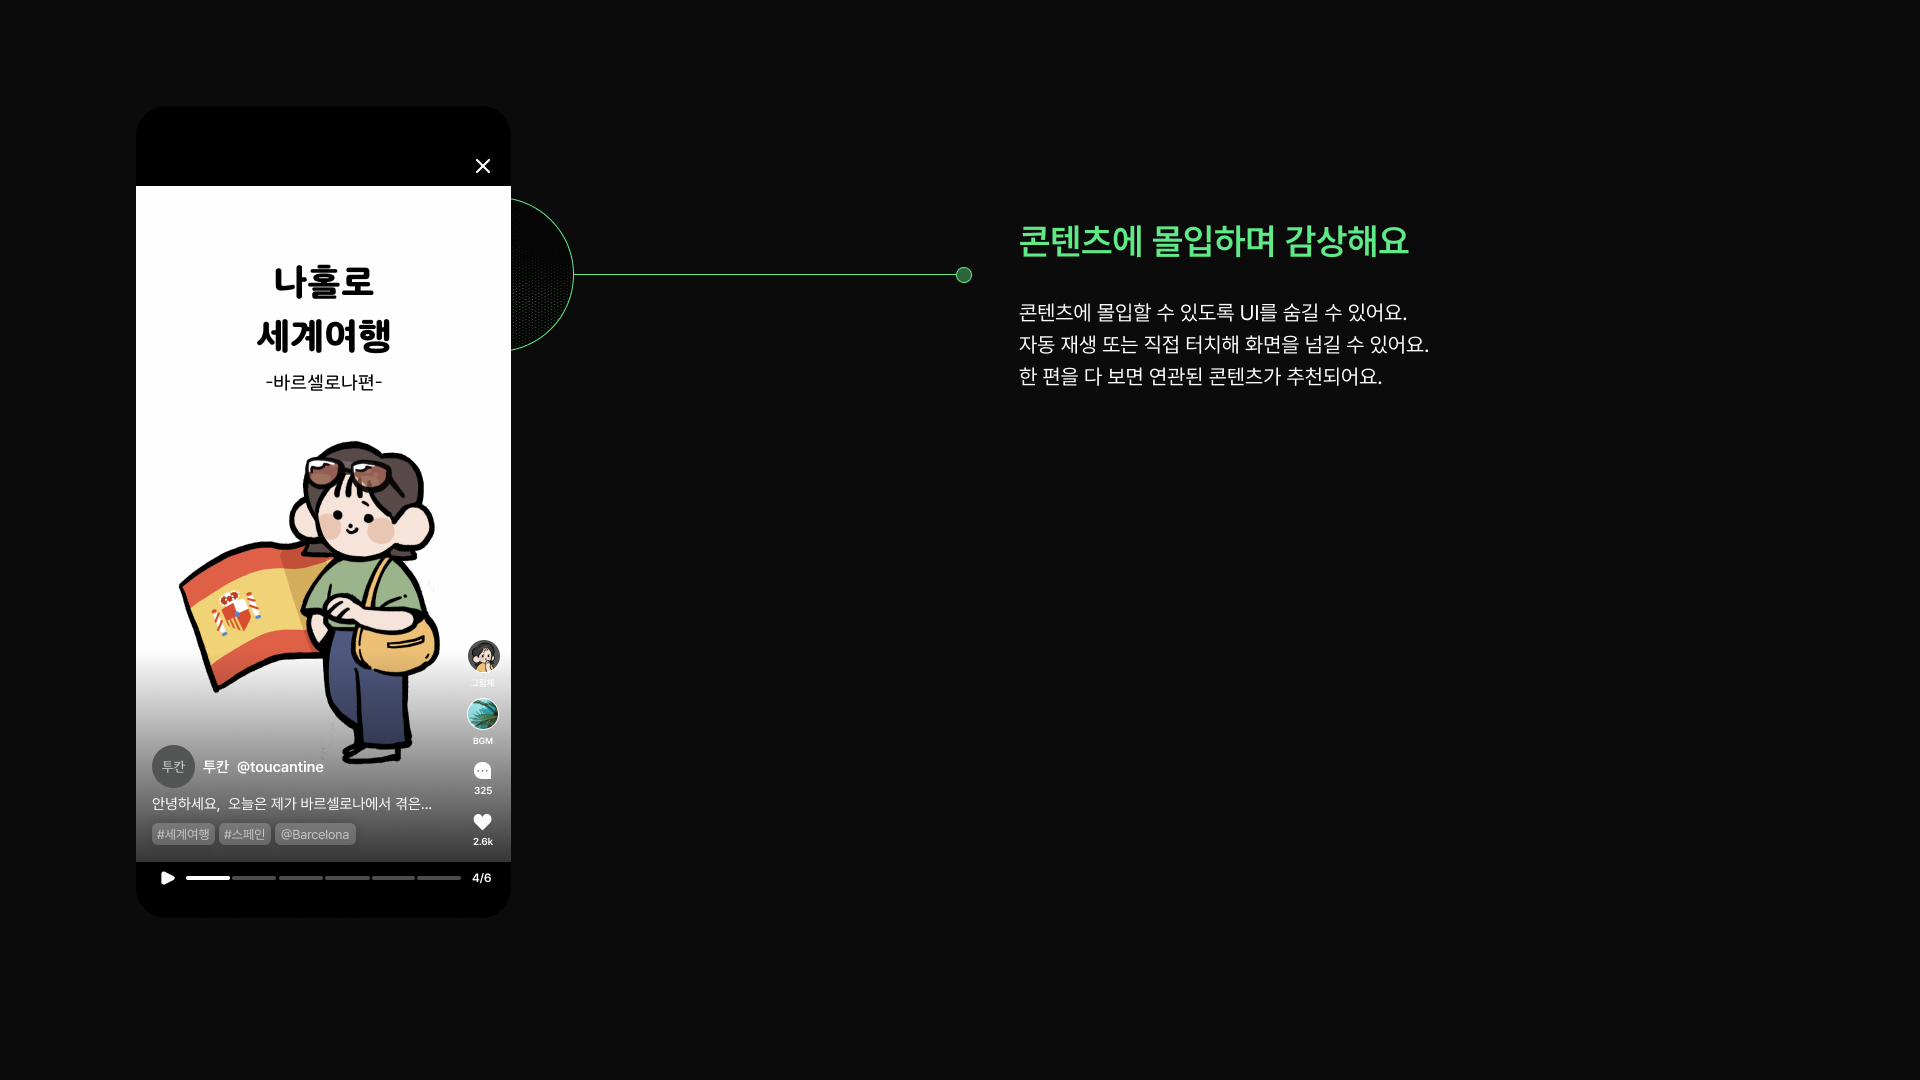 나홀로
세계여행
-바르셀로나편-
그림체
BGM
325
2.6k
투칸
투칸 @toucantine
안녕하세요, 오늘은 제가 바르셀로나에서 겪은...
#세계여행 #스페인 @Barcelona
4/6
콘텐츠에 몰입하며 감상해요
콘텐츠에 몰입할 수 있도록 UI를 숨길 수 있어요.
자동 재생 또는 직접 터치해 화면을 넘길 수 있어요.
한 편을 다 보면 연관된 콘텐츠가 추천되어요.